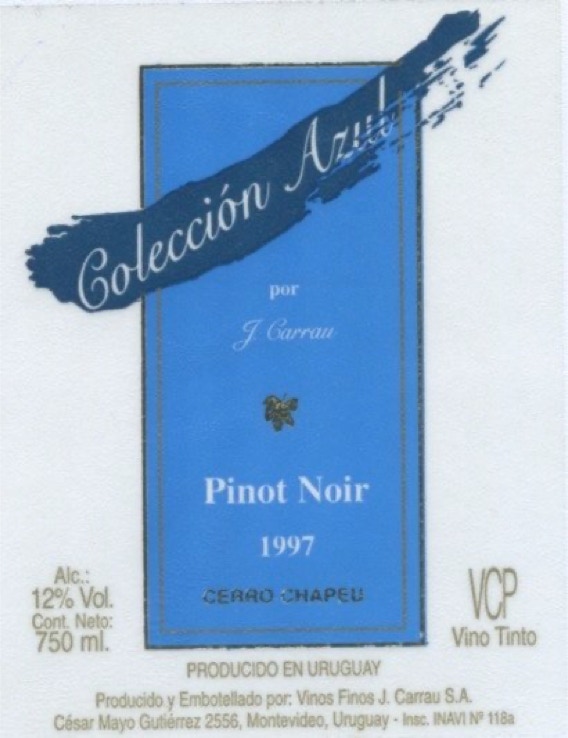 Colección Azul
por
J. Carrau
Pinot Noir
1997
CERRO CHAPEU
Alc.:
12% Vol.
Cont. Neto:
750 ml.
VCP
Vino Tinto
PRODUCIDO EN URUGUAY
Producido y Embotellado por: Vinos Finos J. Carrau S.A.
César Mayo Gutiérrez 2556, Montevideo, Uruguay - Insc. INAVI Nº 118a